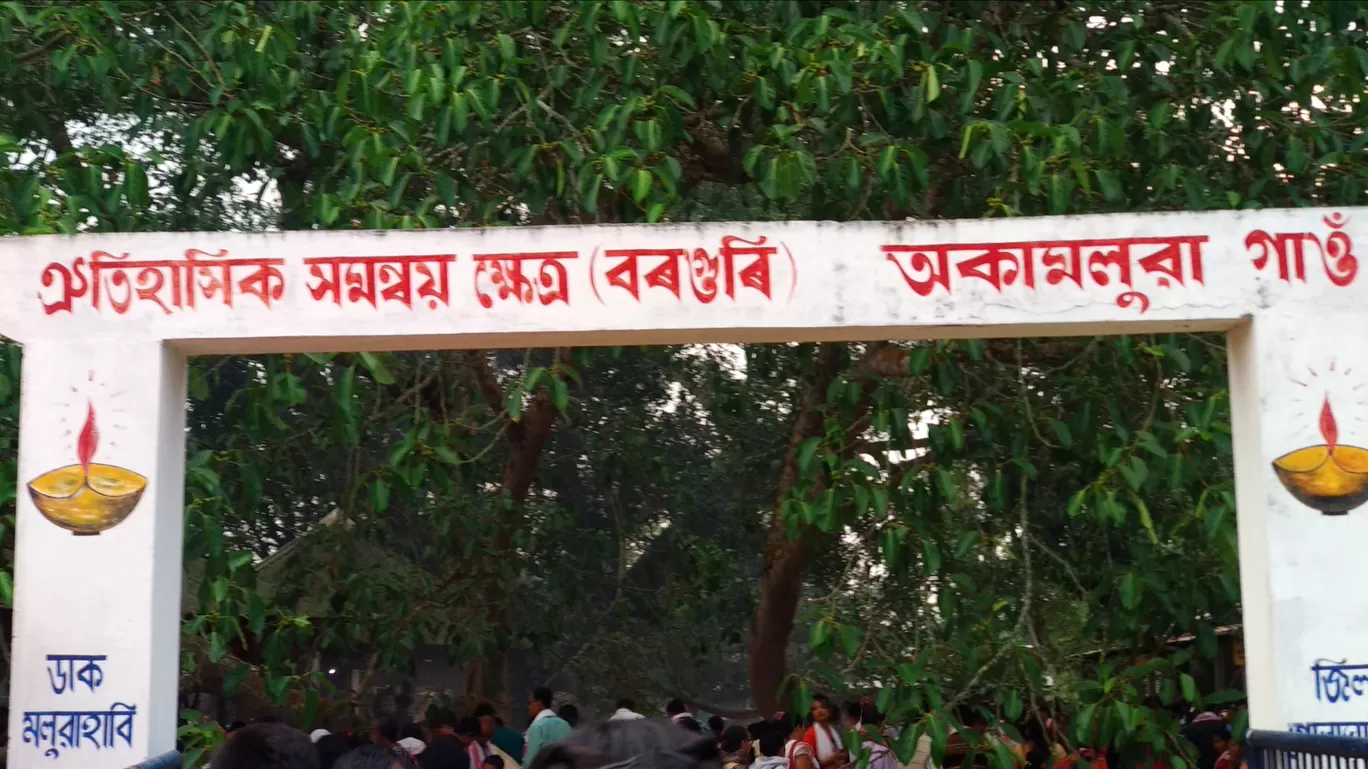 ঐতিহাসিক সমন্বয় ক্ষেত্ৰ (বৰগুৰি) অকামলুৰা গাওঁ
ডাক
মলুৰাহাবি